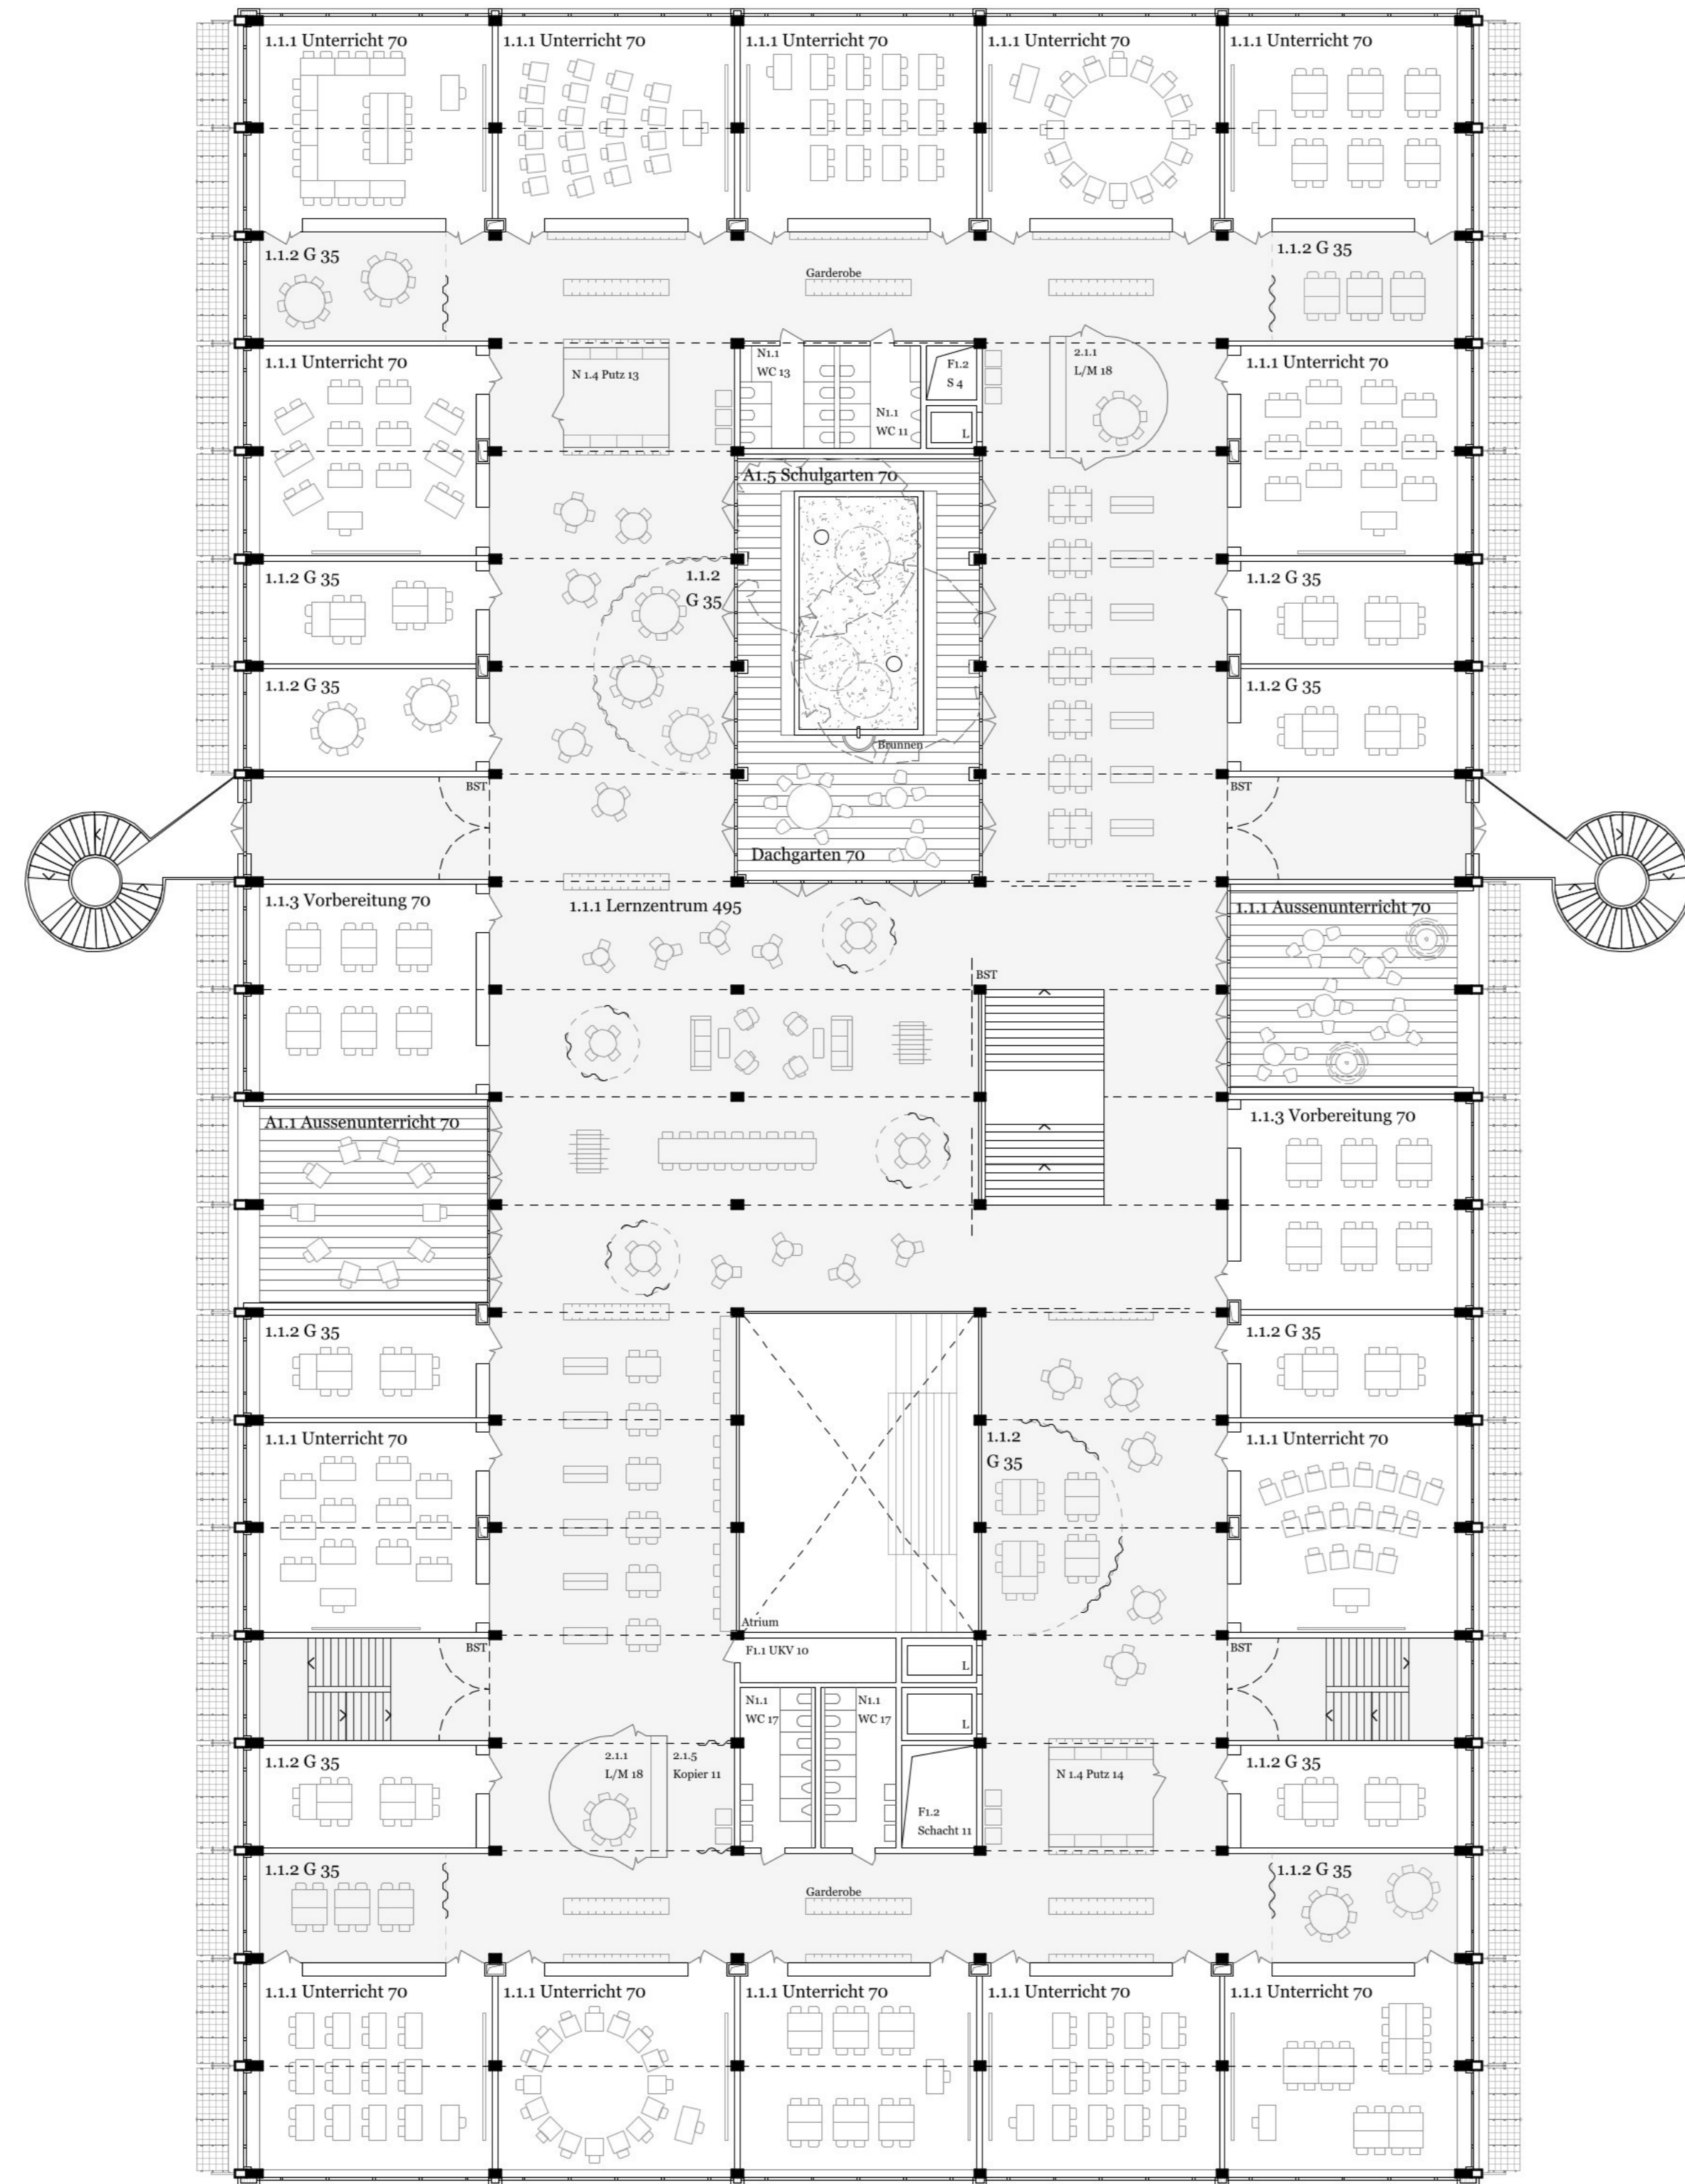 1.1.1 Unterricht 70
1.1.1 Unterricht 70
1.1.1 Unterricht 70
1.1.1 Unterricht 70
1.1.1 Unterricht 70
1.1.2 G 35
Garderobe
1.1.2 G 35
1.1.1 Unterricht 70
N 1.4 Putz 13
N1.1
WC 13
N1.1
WC 11
F1.2
S 4
L
2.1.1
L/M 18
1.1.1 Unterricht 70
A1.5 Schulgarten 70
1.1.2 G 35
1.1.2
G 35
1.1.2 G 35
1.1.2 G 35
1.1.2 G 35
Brunnen
BST
BST
Dachgarten 70
1.1.3 Vorbereitung 70
1.1.1 Lernzentrum 495
1.1.1 Aussenunterricht 70
BST
A1.1 Aussenunterricht 70
1.1.3 Vorbereitung 70
1.1.2 G 35
1.1.2 G 35
1.1.1 Unterricht 70
1.1.2
G 35
1.1.1 Unterricht 70
Atrium
BST
F1.1 UKV 10
L
BST
N1.1
WC 17
N1.1
WC 17
L
1.1.2 G 35
2.1.1
L/M 18
2.1.5
Kopier 11
F1.2
Schacht 11
N 1.4 Putz 14
1.1.2 G 35
1.1.2 G 35
Garderobe
1.1.2 G 35
1.1.1 Unterricht 70
1.1.1 Unterricht 70
1.1.1 Unterricht 70
1.1.1 Unterricht 70
1.1.1 Unterricht 70